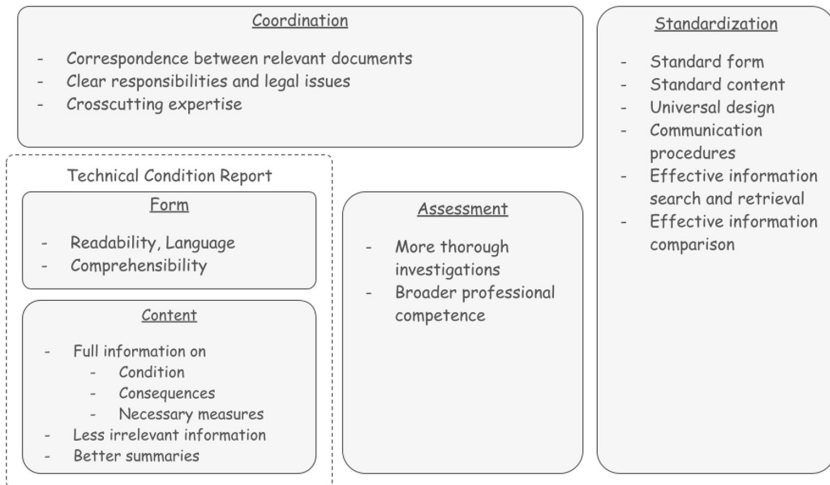 Coordination
- Correspondence between relevant documents
- Clear responsibilities and legal issues
- Crosscutting expertise
Technical Condition Report
Form
- Readability, Language
- Comprehensibility
Content
- Full information on
- Condition
- Consequences
- Necessary measures
- Less irrelevant information
- Better summaries
Assessment
- More thorough
investigations
- Broader professional
competence
Standardization
- Standard form
- Standard content
- Universal design
- Communication
procedures
- Effective information
search and retrieval
- Effective information
comparison